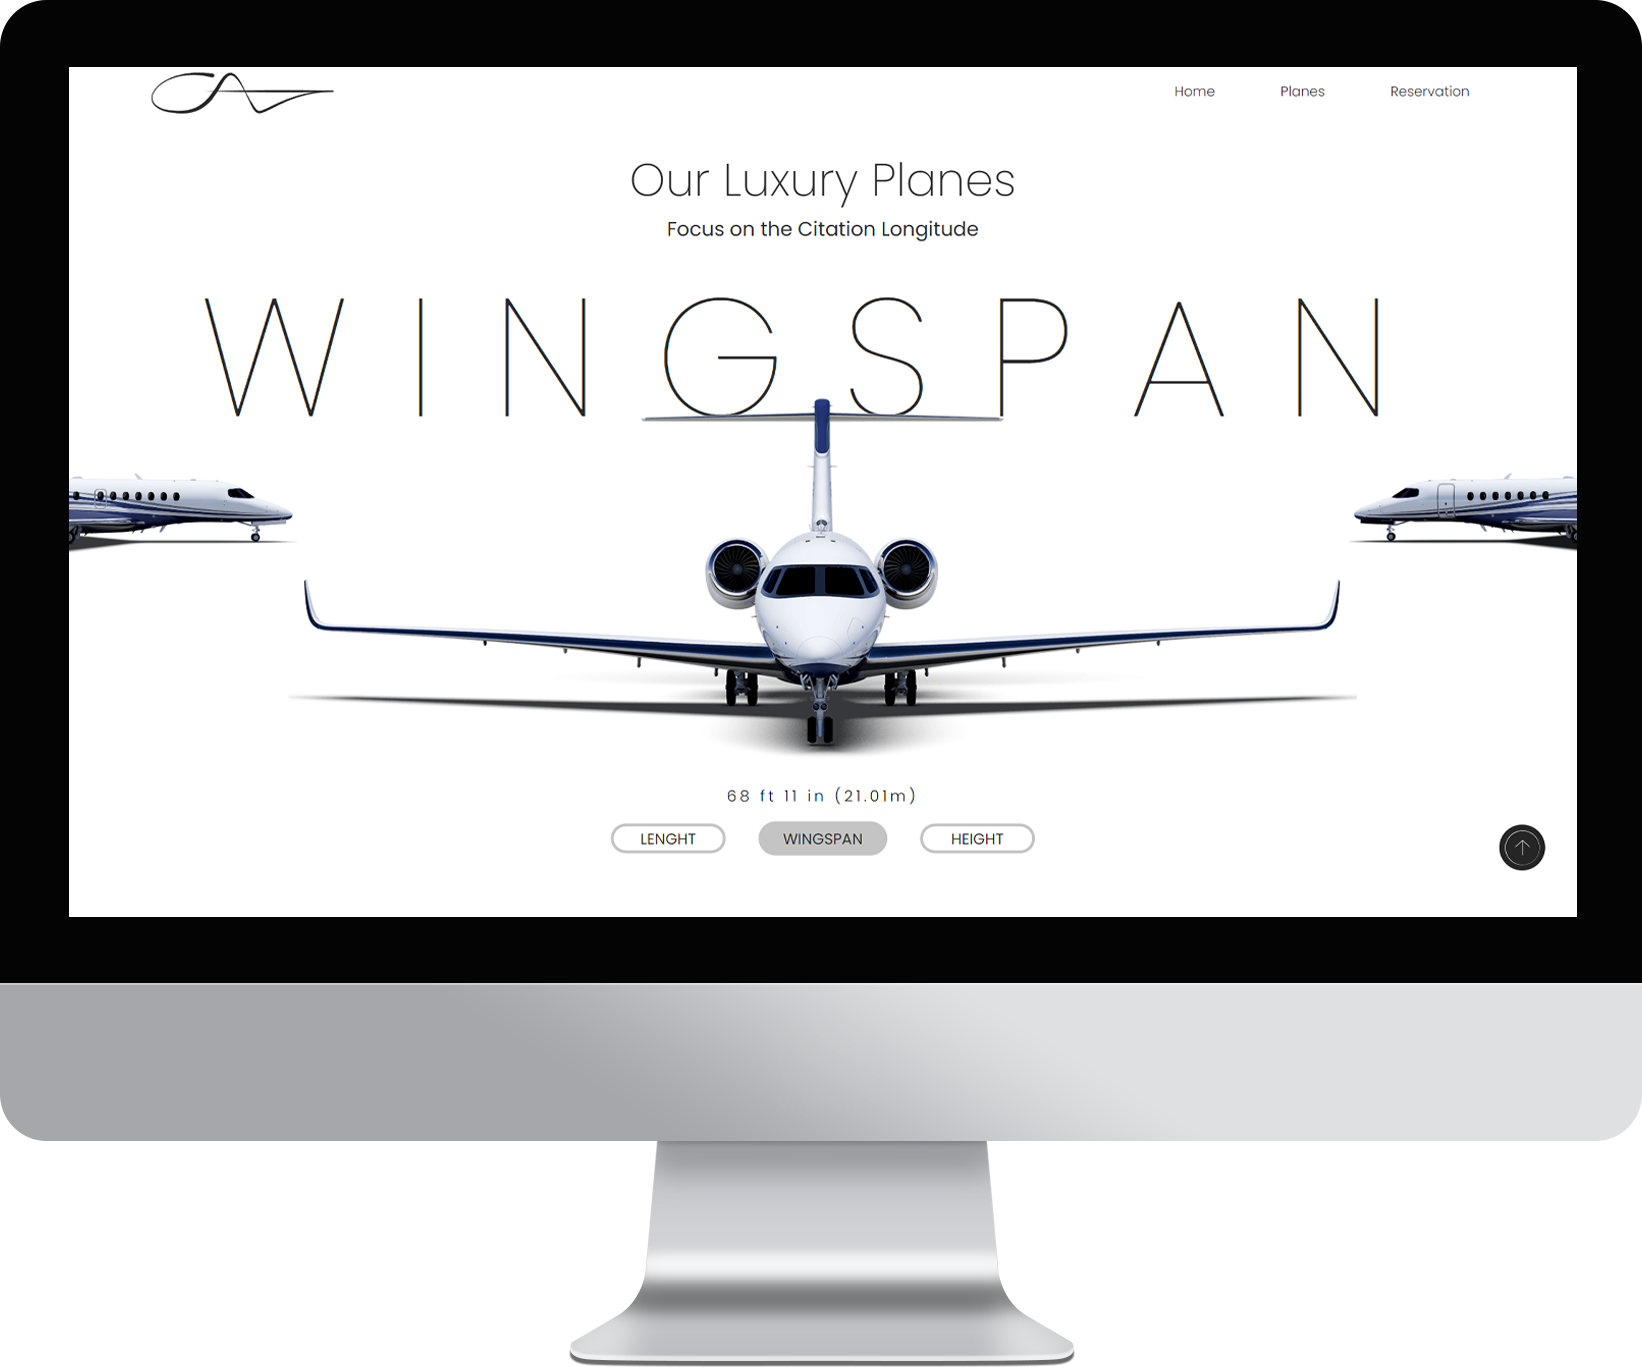 Home Planes Reservation
Our Luxury Planes
Focus on the Citation Longitude
WINGSPAN
68 ft 11 in (21.01m)
LENGHT WINGSPAN HEIGHT